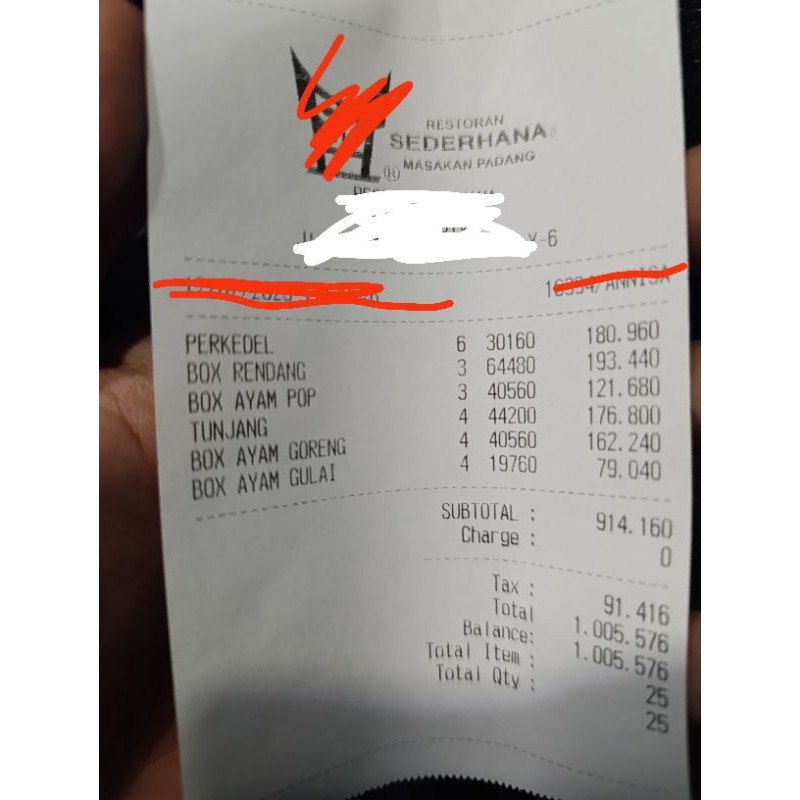 RESTORAN
SEDERHANA
MASAKAN PADANG
PERKEDEL 6 30160 180.960
BOX RENDANG 3 64480 193.440
BOX AYAM POP 3 40560 121.680
TUNJANG 4 44200 176.800
BOX AYAM GORENG 4 40560 162.240
BOX AYAM GULAI 4 19760 79.040
SUBTOTAL : 914.160
Charge : 0
Tax : 91.416
Total 1.005.576
Balance: 1.005.576
Total Item : 25
Total Qty : 25